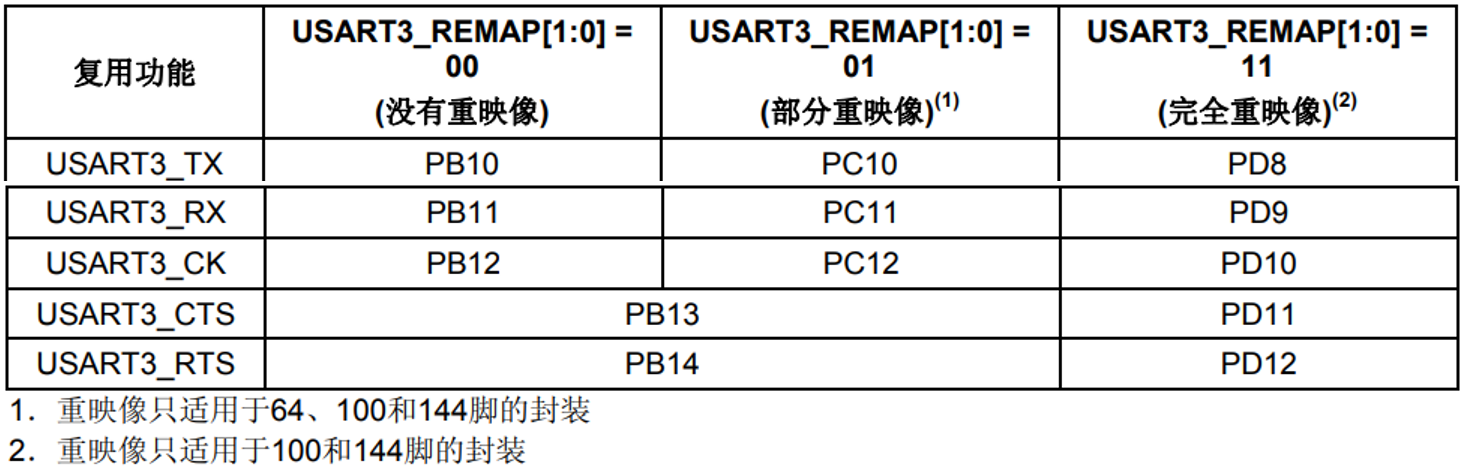 复用功能 USART3_REMAP[1:0] = 00 (没有重映像) USART3_REMAP[1:0] = 01 (部分重映像)(1) USART3_REMAP[1:0] = 11 (完全重映像)(2)
USART3_TX PB10 PC10 PD8
USART3_RX PB11 PC11 PD9
USART3_CK PB12 PC12 PD10
USART3_CTS PB13 PD11
USART3_RTS PB14 PD12
1．重映像只适用于64、100和144脚的封装
2．重映像只适用于100和144脚的封装